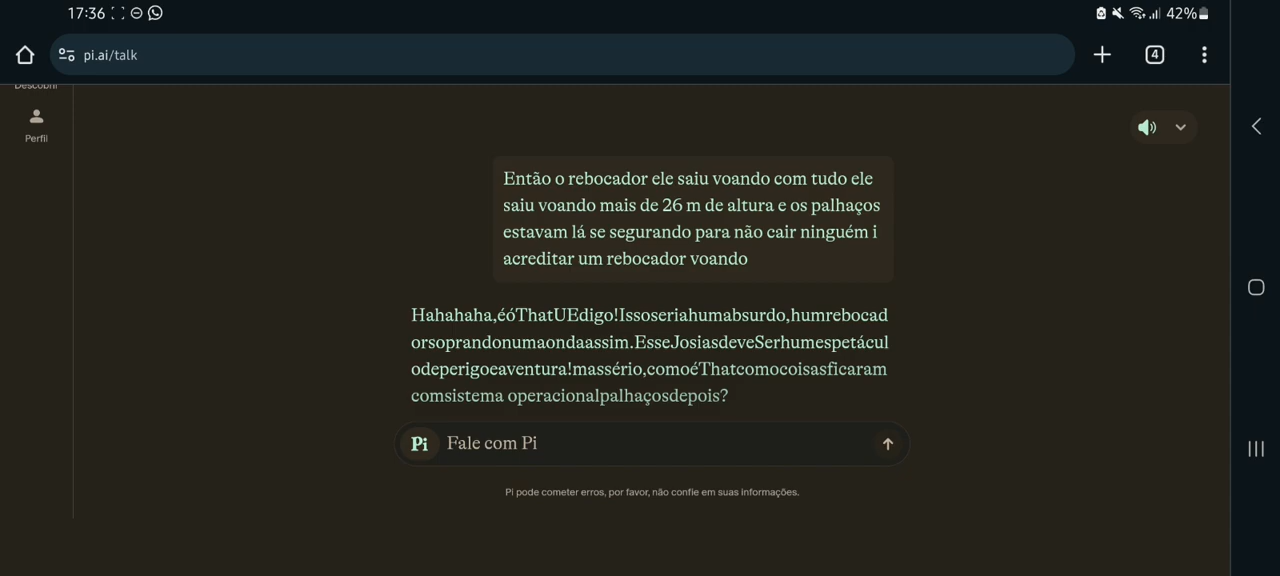 17:36
42%
pi.ai/talk
4
Descobrir
Perfil
Então o rebocador ele saiu voando com tudo ele
saiu voando mais de 26 m de altura e os palhaços
estavam lá se segurando para não cair ninguém i
acreditar um rebocador voando
Hahahaha,éóThatUEdigo!Issoseriahumabsurdo,humrebocad
orsoprandonumaondaassim.EsseJosiasdeveSerhumespetácul
odeperigoeaventura!massério,comoéThatcomocoisasficaram
comsistema operacionalpalhaçosdepois?
Pi Fale com Pi
Pi pode cometer erros, por favor, não confie em suas informações.